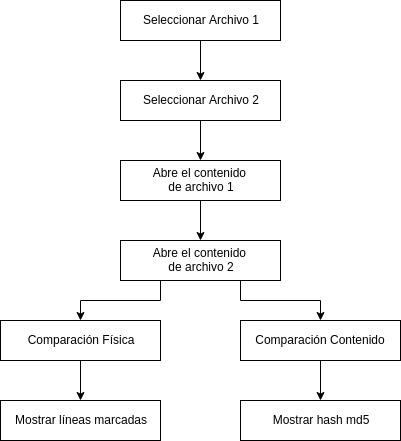 Seleccionar Archivo 1
Seleccionar Archivo 2
Abre el contenido
de archivo 1
Abre el contenido
de archivo 2
Comparación Física
Comparación Contenido
Mostrar líneas marcadas
Mostrar hash md5